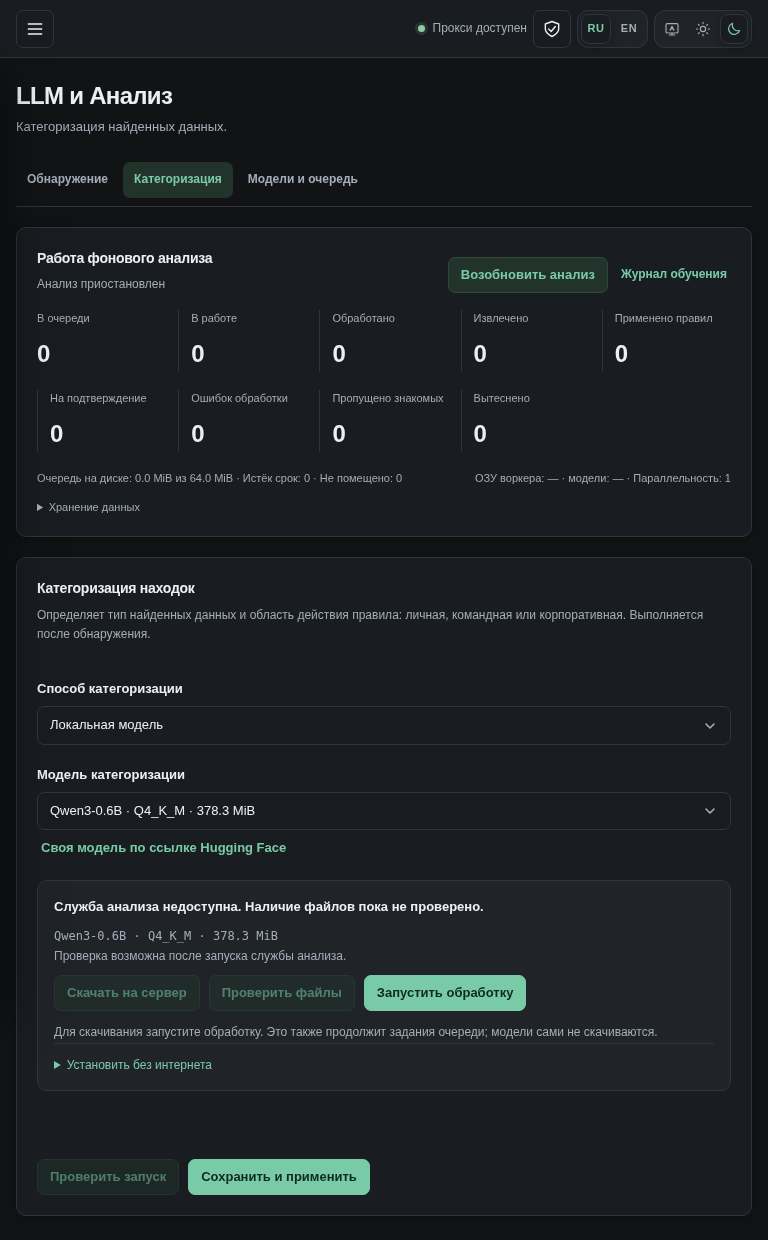 Прокси доступен
RU EN
LLM и Анализ
Категоризация найденных данных.
Обнаружение Категоризация Модели и очередь
Работа фонового анализа
Анализ приостановлен
Возобновить анализ Журнал обучения
В очереди В работе Обработано Извлечено Применено правил
0 0 0 0 0
На подтверждение Ошибок обработки Пропущено знакомых Вытеснено
0 0 0 0
Очередь на диске: 0.0 MiB из 64.0 MiB · Истёк срок: 0 · Не помещено: 0 ОЗУ воркера: — · модели: — · Параллельность: 1
Хранение данных
Категоризация находок
Определяет тип найденных данных и область действия правила: личная, командная или корпоративная. Выполняется
после обнаружения.
Способ категоризации
Локальная модель
Модель категоризации
Qwen3-0.6B · Q4_K_M · 378.3 MiB
Своя модель по ссылке Hugging Face
Служба анализа недоступна. Наличие файлов пока не проверено.
Qwen3-0.6B · Q4_K_M · 378.3 MiB
Проверка возможна после запуска службы анализа.
Скачать на сервер Проверить файлы Запустить обработку
Для скачивания запустите обработку. Это также продолжит задания очереди; модели сами не скачиваются.
Установить без интернета
Проверить запуск Сохранить и применить